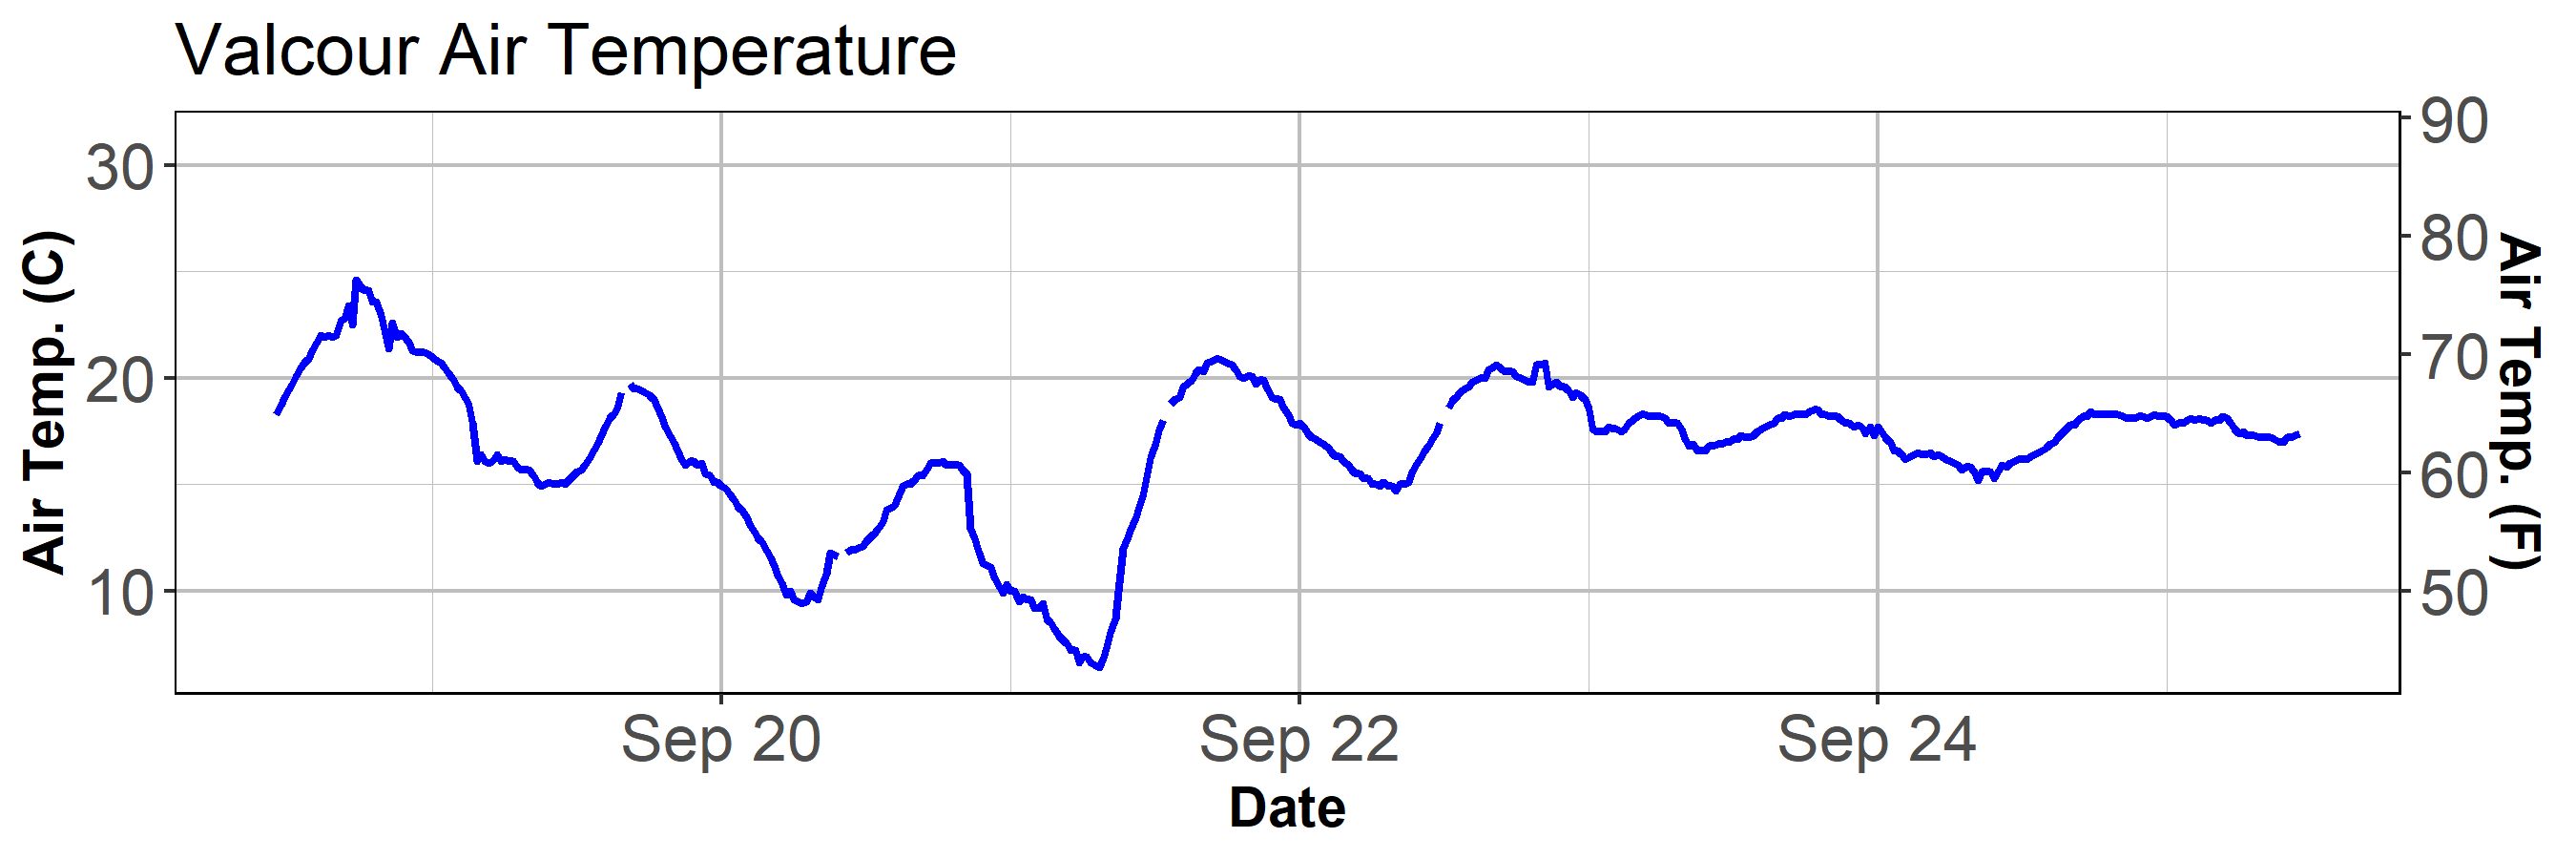 Valcour Air Temperature
Air Temp. (C)
30
20
10
90
80
70
60
50
Air Temp. (F)
Sep 20
Sep 22
Sep 24
Date